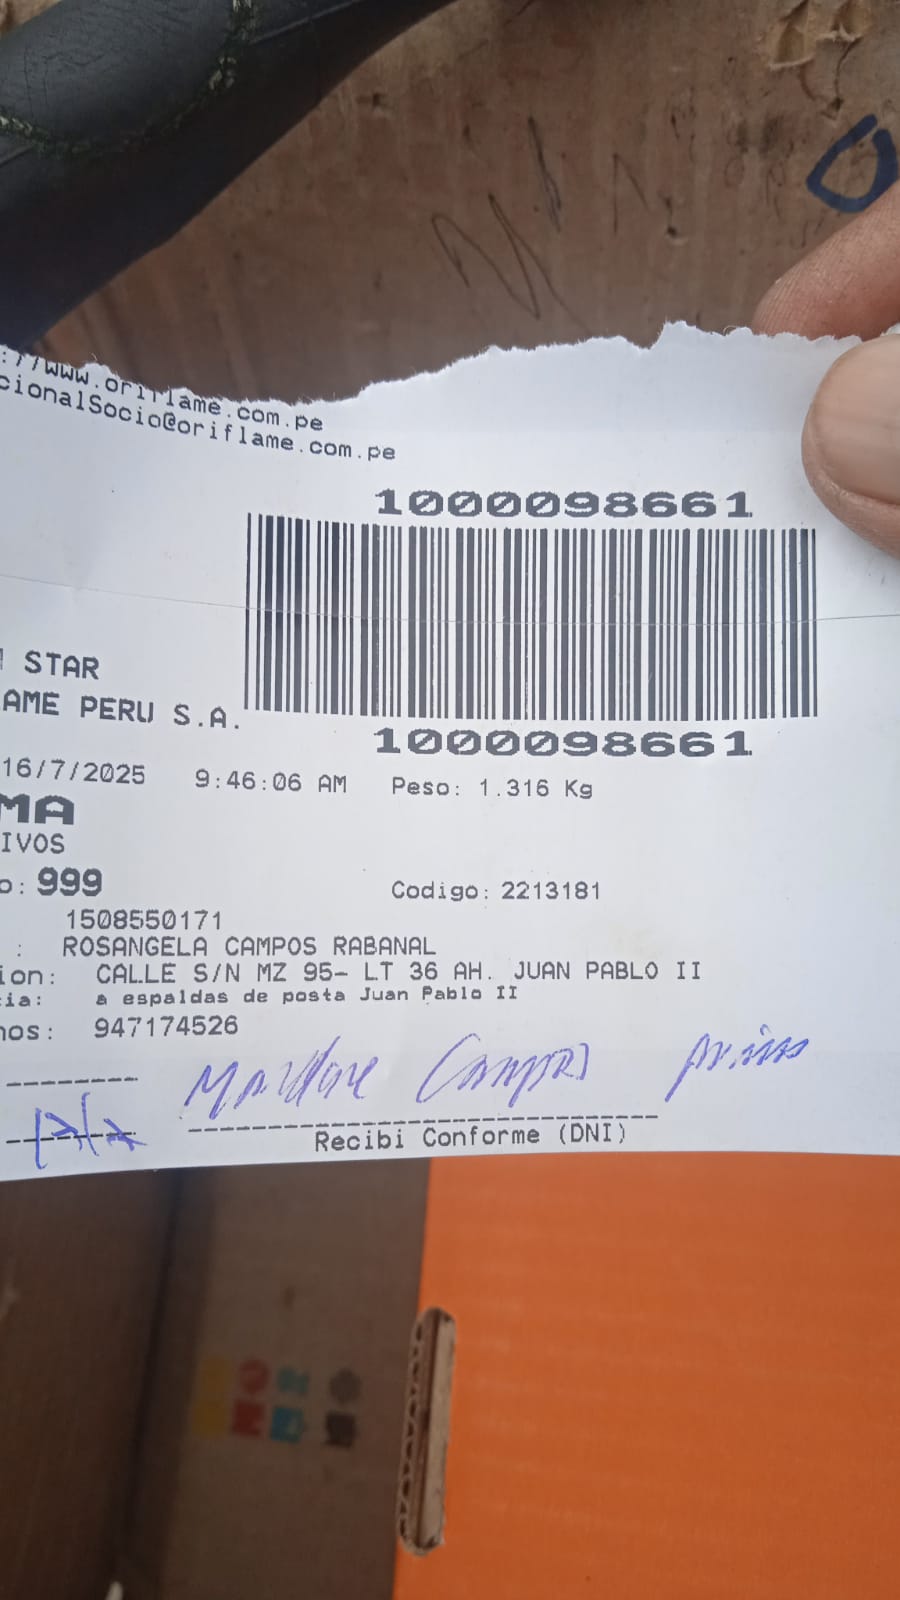 ://www.oriflame.com.pe
cionalSocio@oriflame.com.pe
1000098661
STAR
AME PERU S.A.
1000098661
16/7/2025 9:46:06 AM Peso: 1.316 Kg
MA
IVOS
o: 999 Codigo: 2213181
1508550171
: ROSANGELA CAMPOS RABANAL
ion: CALLE S/N MZ 95- LT 36 AH. JUAN PABLO II
cia: a espaldas de posta Juan Pablo II
nos: 947174526
Campos
Recibi Conforme (DNI)